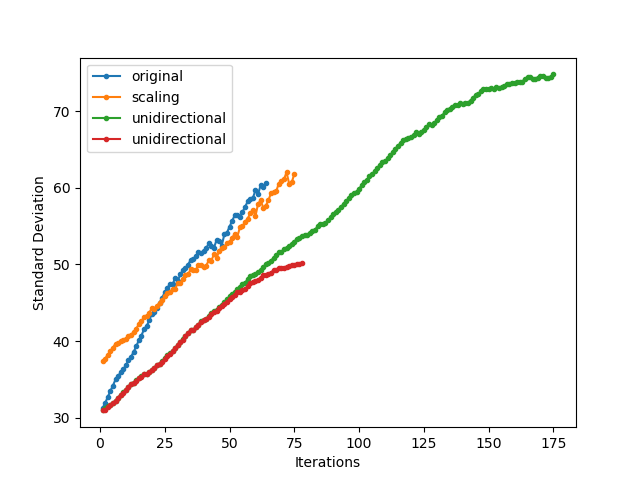 original
scaling
unidirectional
unidirectional
70
60
50
40
30
Standard Deviation
0 25 50 75 100 125 150 175
Iterations